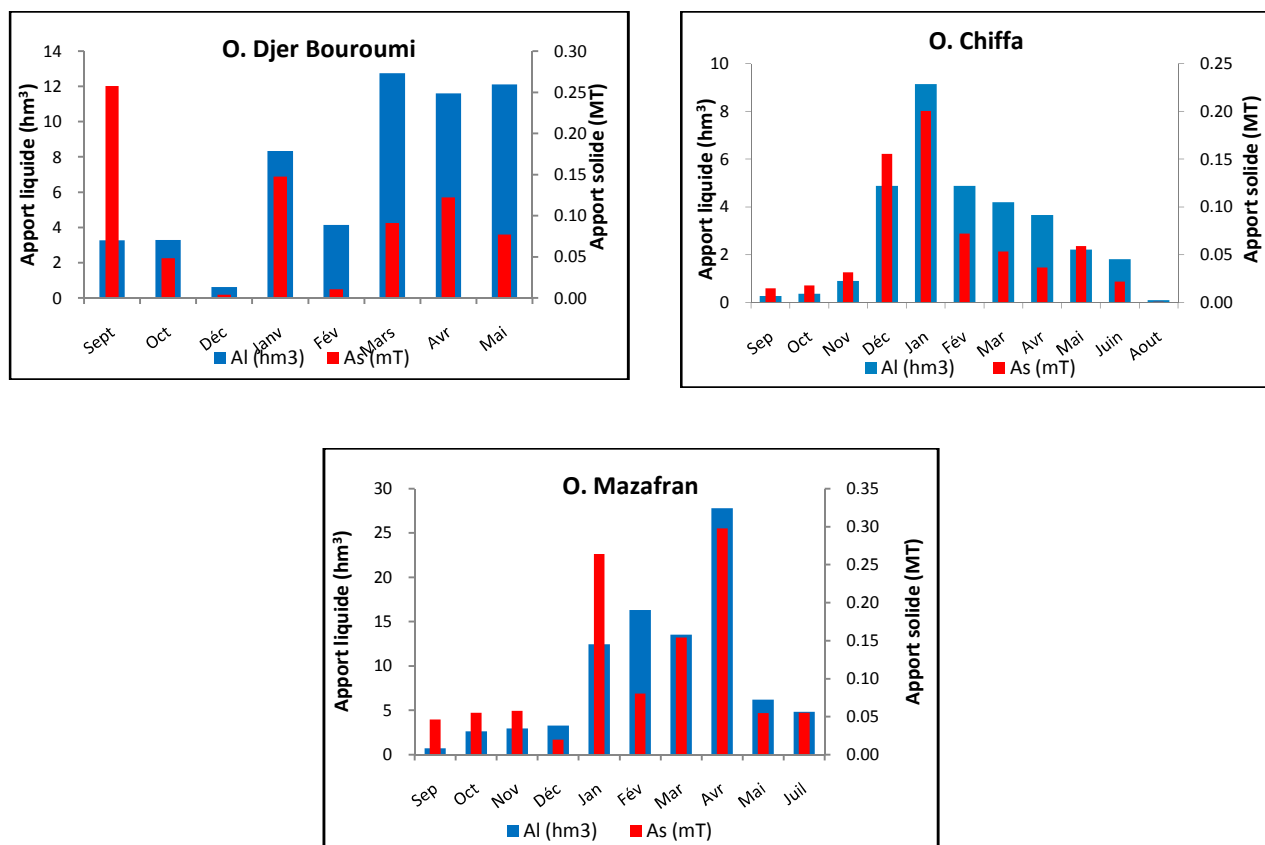 O. Djer Bouroumi
Apport liquide (hm³)
14
12
10
8
6
4
2
0
0.30
0.25
0.20
0.15
0.10
0.05
0.00
Apport solide (MT)
Sept Oct Déc Janv Fév Mars Avr Mai
Al (hm3) As (mT)
O. Chiffa
Apport liquide (hm³)
10
8
6
4
2
0
0.25
0.20
0.15
0.10
0.05
0.00
Apport solide (MT)
Sep Oct Nov Déc Jan Fév Mar Avr Mai Juin Aout
Al (hm3) As (mT)
O. Mazafran
Apport liquide (hm³)
30
25
20
15
10
5
0
0.35
0.30
0.25
0.20
0.15
0.10
0.05
0.00
Apport solide (MT)
Sep Oct Nov Déc Jan Fév Mar Avr Mai Juil
Al (hm3) As (mT)